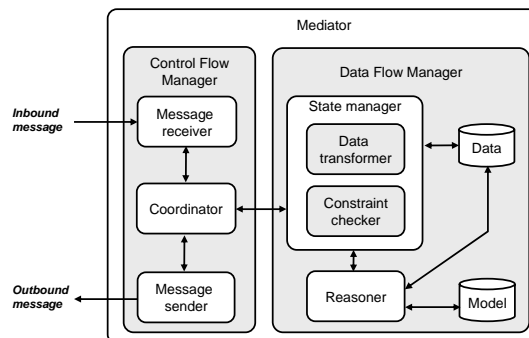 Mediator
Control Flow
Manager
Data Flow Manager
Inbound
message
Message
receiver
State manager
Data
transformer
Data
Coordinator
Constraint
checker
Outbound
message
Message
sender
Reasoner
Model